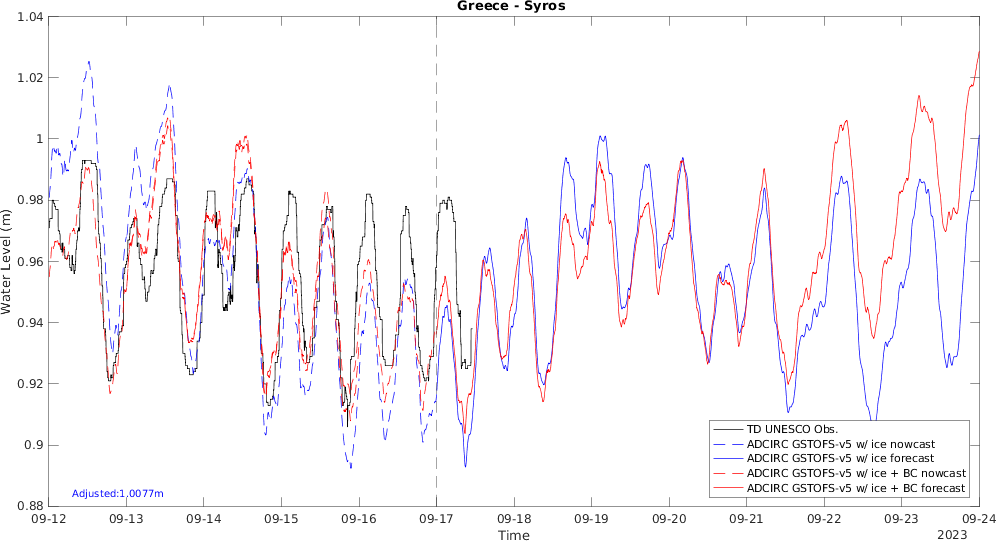 Greece - Syros
1.04
1.02
1
0.98
0.96
0.94
0.92
0.9
0.88
Water Level (m)
TD UNESCO Obs.
ADCIRC GSTOFS-v5 w/ ice nowcast
ADCIRC GSTOFS-v5 w/ ice forecast
ADCIRC GSTOFS-v5 w/ ice + BC nowcast
ADCIRC GSTOFS-v5 w/ ice + BC forecast
Adjusted:1.0077m
09-12 09-13 09-14 09-15 09-16 09-17 09-18 09-19 09-20 09-21 09-22 09-23 09-24
Time
2023